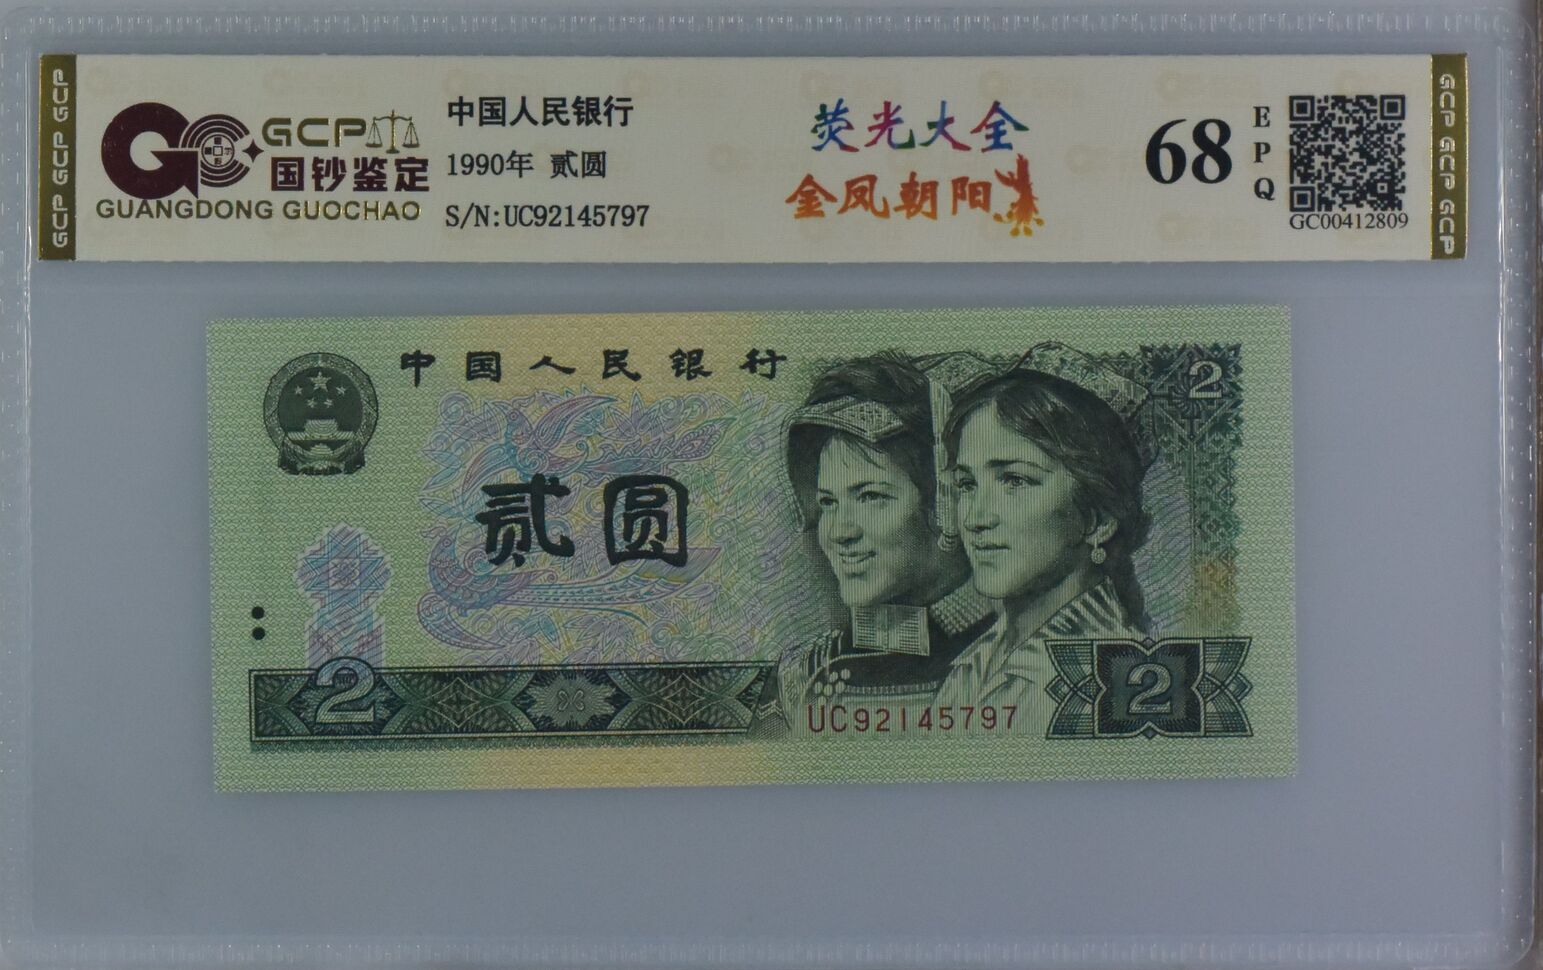 GCP GCP GCP
GCP
国钞鉴定
GUANGDONG GUOCHAO
中国人民银行
1990年 贰圆
S/N:UC92145797
荧光大全
金凤朝阳
68
EPQ
GC00412809
GCP GCP GCP
中国人民银行
2
贰圆
2
2
UC92145797